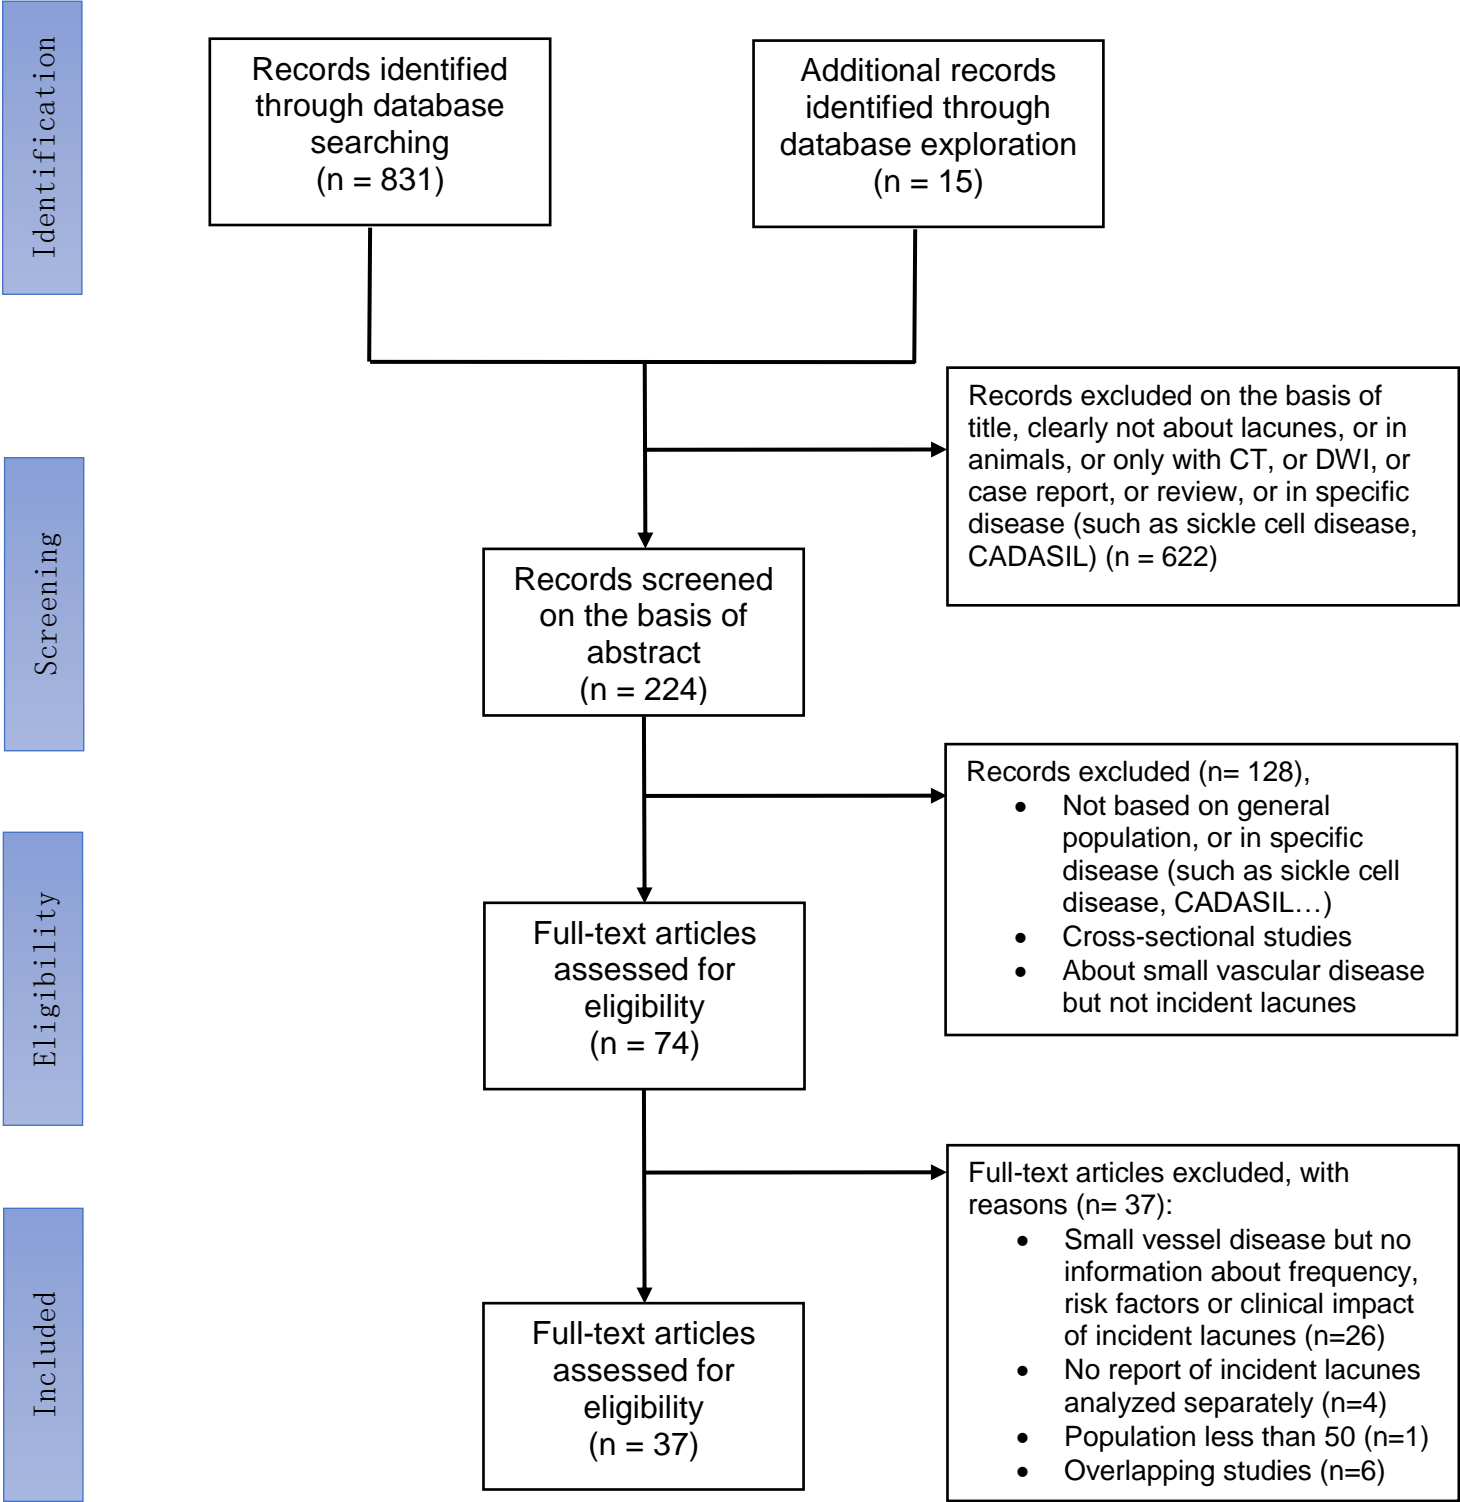 Identification
Records identified
through database
searching
(n = 831)
Additional records
identified through
database exploration
(n = 15)
Records excluded on the basis of
title, clearly not about lacunes, or in
animals, or only with CT, or DWI, or
case report, or review, or in specific
disease (such as sickle cell disease,
CADASIL) (n = 622)
Screening
Records screened
on the basis of
abstract
(n = 224)
Records excluded (n= 128),
• Not based on general
population, or in specific
disease (such as sickle cell
disease, CADASIL…)
• Cross-sectional studies
• About small vascular disease
but not incident lacunes
Eligibility
Full-text articles
assessed for
eligibility
(n = 74)
Full-text articles excluded, with
reasons (n= 37):
• Small vessel disease but no
information about frequency,
risk factors or clinical impact
of incident lacunes (n=26)
• No report of incident lacunes
analyzed separately (n=4)
• Population less than 50 (n=1)
• Overlapping studies (n=6)
Included
Full-text articles
assessed for
eligibility
(n = 37)